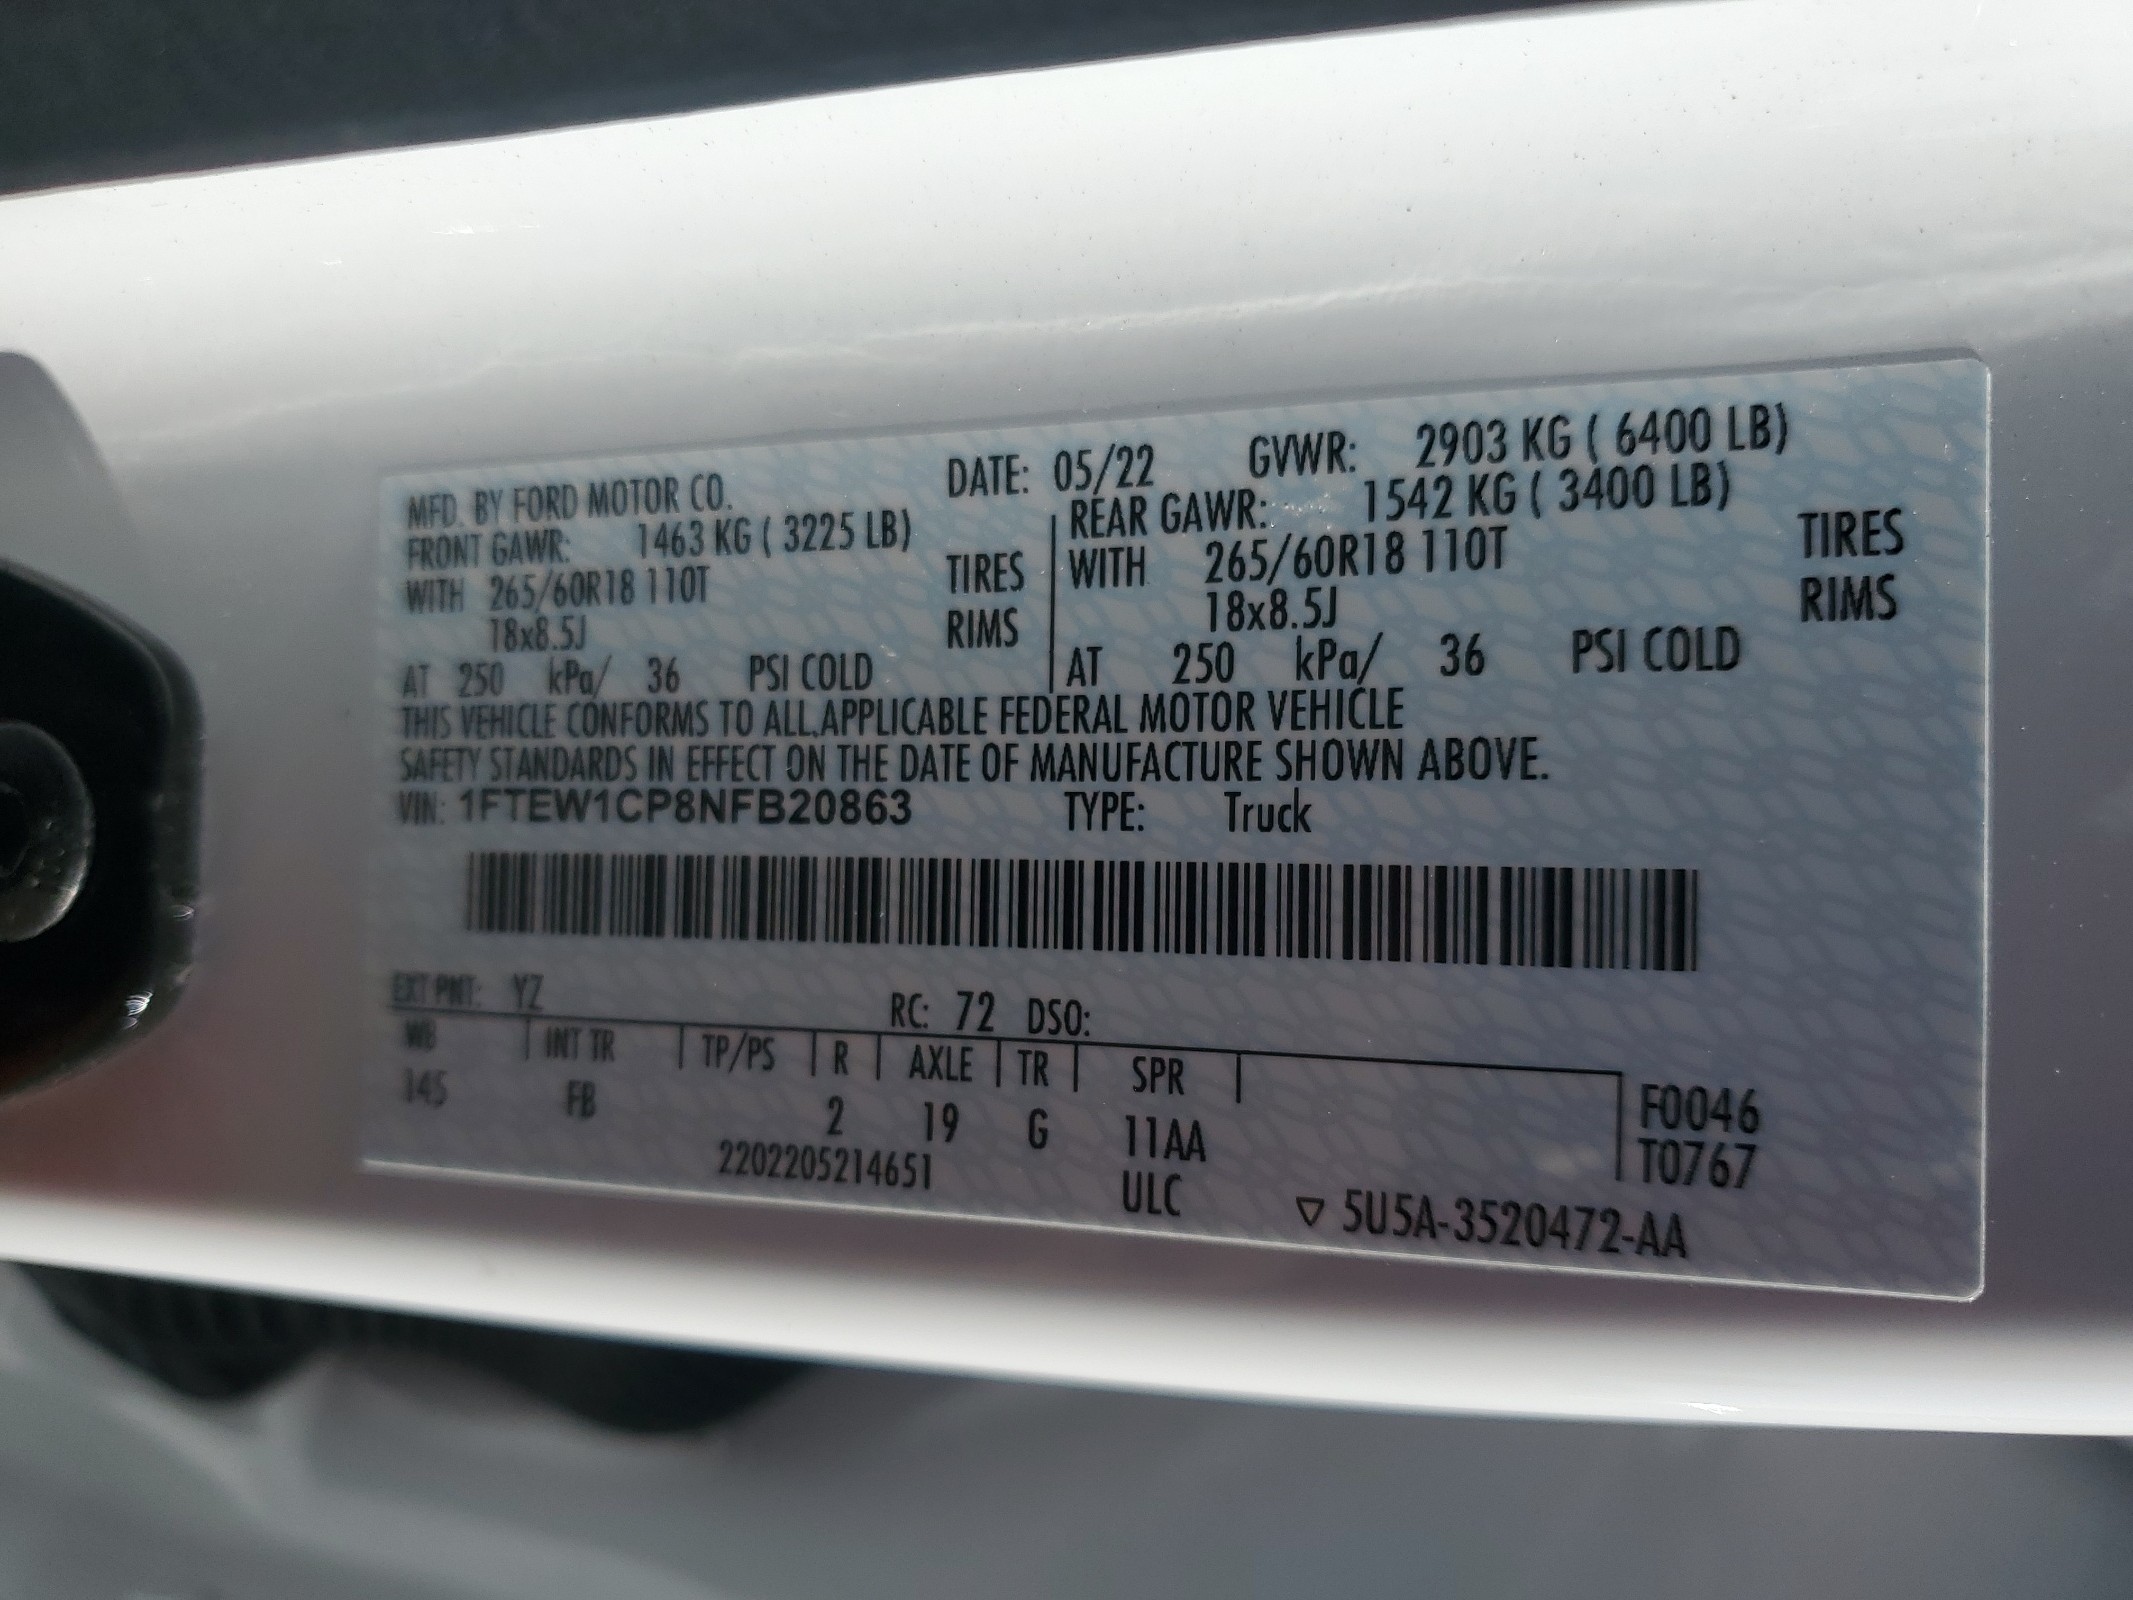 MFD. BY FORD MOTOR CO. DATE: 05/22 GVWR: 2903 KG ( 6400 LB)
FRONT GAWR: 1463 KG ( 3225 LB) REAR GAWR: 1542 KG ( 3400 LB)
WITH 265/60R18 110T TIRES WITH 265/60R18 110T TIRES
18x8.5J RIMS 18x8.5J RIMS
AT 250 kPa/ 36 PSI COLD AT 250 kPa/ 36 PSI COLD
THIS VEHICLE CONFORMS TO ALL APPLICABLE FEDERAL MOTOR VEHICLE
SAFETY STANDARDS IN EFFECT ON THE DATE OF MANUFACTURE SHOWN ABOVE.
VIN: 1FTEW1CP8NFB20863 TYPE: Truck
EXT PNT: YZ RC: 72 DSO:
WB INT TR TP/PS R AXLE TR SPR
145 FB 2 19 G 11AA F0046
2202205214651 ULC T0767
▽ 5U5A-3520472-AA